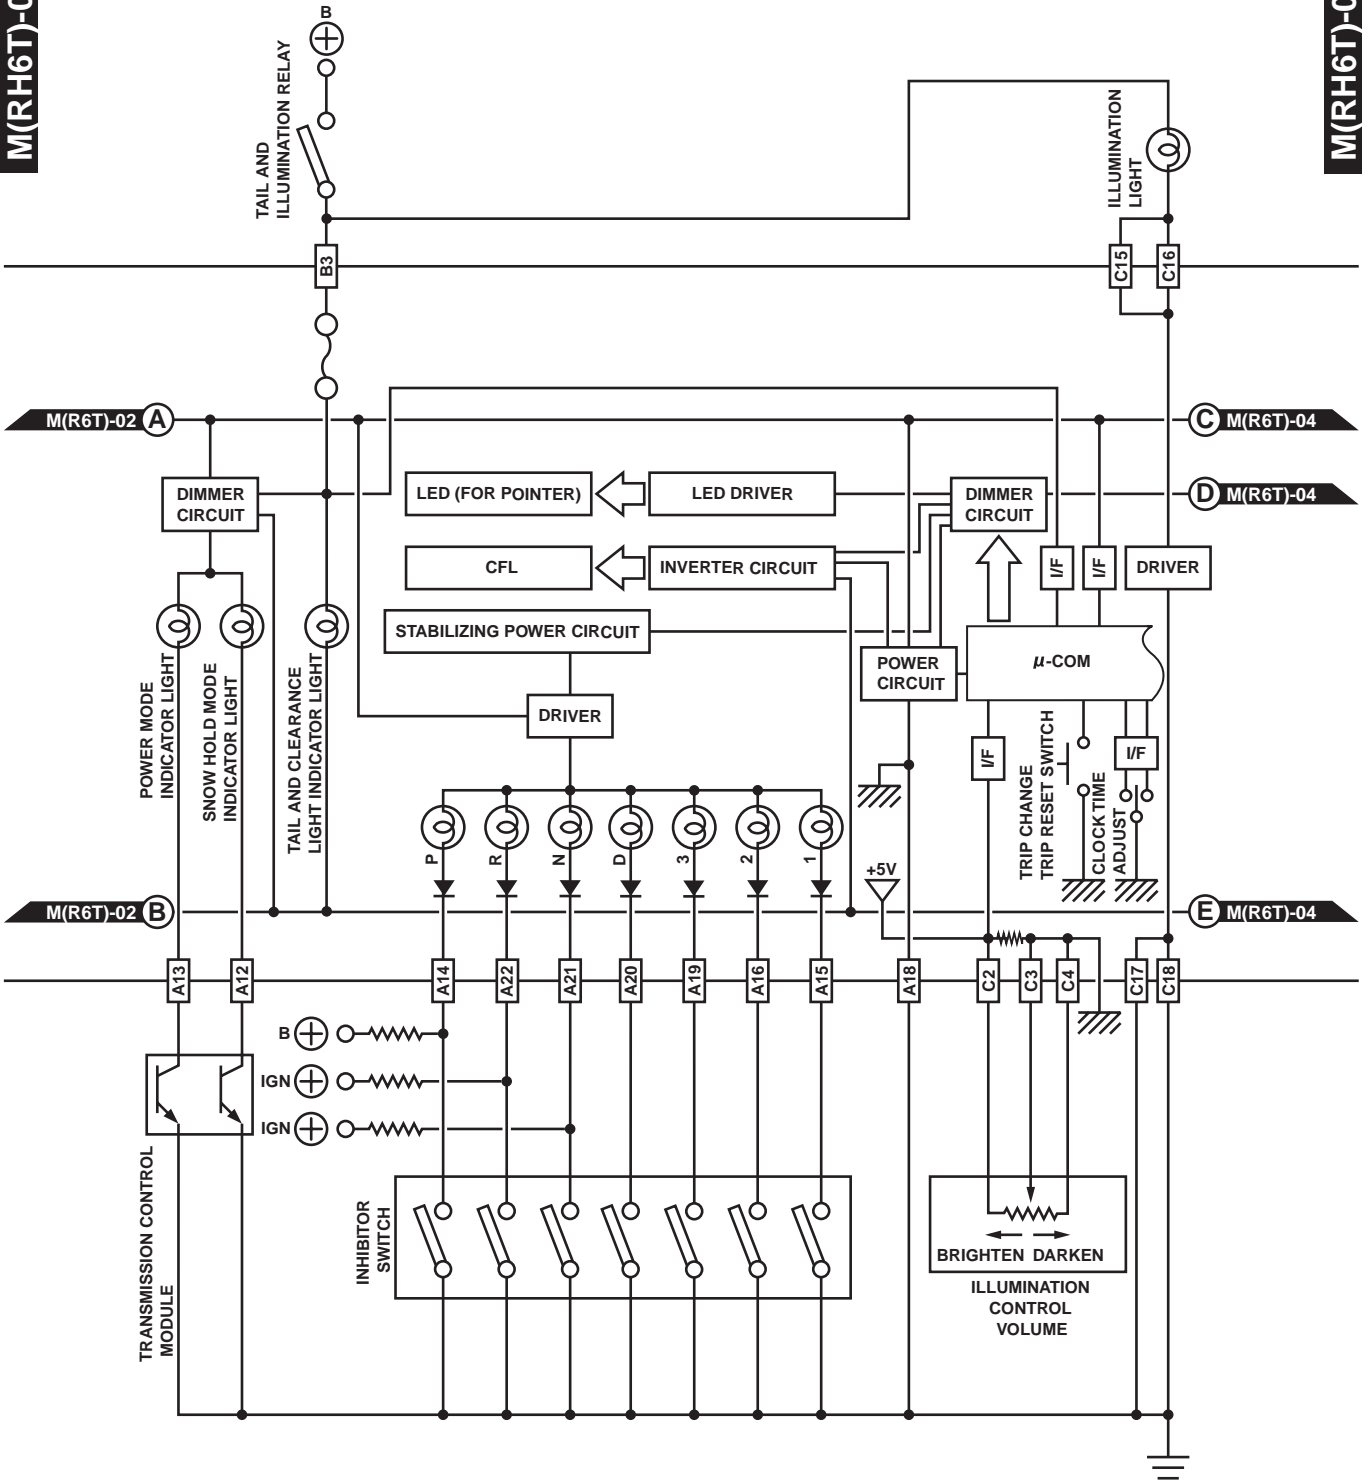 M(RH6T)-0
M(RH6T)-0
B
TAIL AND
ILLUMINATION RELAY
ILLUMINATION
LIGHT
B3
C15
C16
M(R6T)-02 A
C M(R6T)-04
DIMMER
CIRCUIT
LED (FOR POINTER)
LED DRIVER
DIMMER
CIRCUIT
D M(R6T)-04
CFL
INVERTER CIRCUIT
I/F
I/F
DRIVER
STABILIZING POWER CIRCUIT
POWER
CIRCUIT
μ-COM
POWER MODE
INDICATOR LIGHT
SNOW HOLD MODE
INDICATOR LIGHT
TAIL AND CLEARANCE
LIGHT INDICATOR LIGHT
DRIVER
I/F
TRIP CHANGE
TRIP RESET SWITCH
I/F
CLOCK TIME
ADJUST
P
R
N
D
3
2
1
+5V
M(R6T)-02 B
E M(R6T)-04
A13
A12
A14
A22
A21
A20
A19
A16
A15
A18
C2
C3
C4
C17
C18
B
IGN
IGN
TRANSMISSION CONTROL
MODULE
INHIBITOR
SWITCH
BRIGHTEN DARKEN
ILLUMINATION
CONTROL
VOLUME